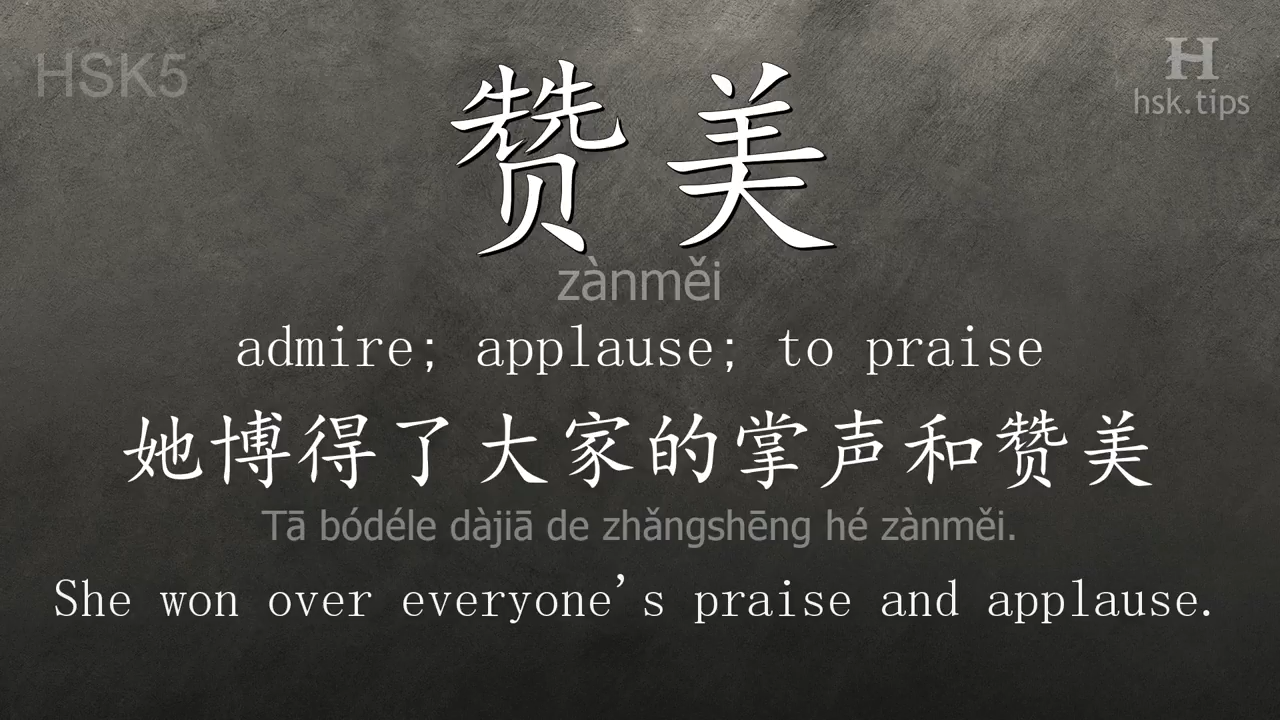 HSK5
H
hsk.tips
赞美
zànměi
admire; applause; to praise
她博得了大家的掌声和赞美
Tā bódéle dàjiā de zhǎngshēng hé zànměi.
She won over everyone's praise and applause.